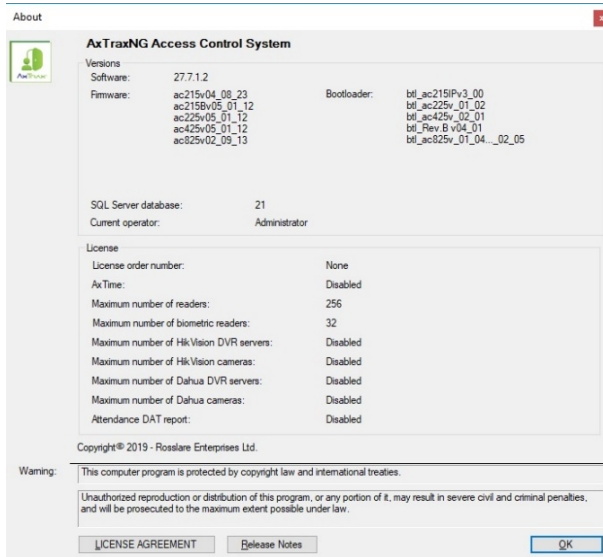 About
x
AxTrax
AxTraxNG Access Control System
Versions
Software: 27.7.1.2
Firmware: ac215v04_08_23 Bootloader: btl_ac215IPv3_00
ac215Bv05_01_12 btl_ac225v_01_02
ac225v05_01_12 btl_ac425v_02_01
ac425v05_01_12 btl_Rev.B v04_01
ac825v02_09_13 btl_ac825v_01_04..._02_05
SQL Server database: 21
Current operator: Administrator
License
License order number: None
AxTime: Disabled
Maximum number of readers: 256
Maximum number of biometric readers: 32
Maximum number of HikVision DVR servers: Disabled
Maximum number of HikVision cameras: Disabled
Maximum number of Dahua DVR servers: Disabled
Maximum number of Dahua cameras: Disabled
Attendance DAT report: Disabled
Copyright® 2019 - Rosslare Enterprises Ltd.
Warning: This computer program is protected by copyright law and international treaties.
Unauthorized reproduction or distribution of this program, or any portion of it, may result in severe civil and criminal penalties,
and will be prosecuted to the maximum extent possible under law.
LICENSE AGREEMENT Release Notes OK